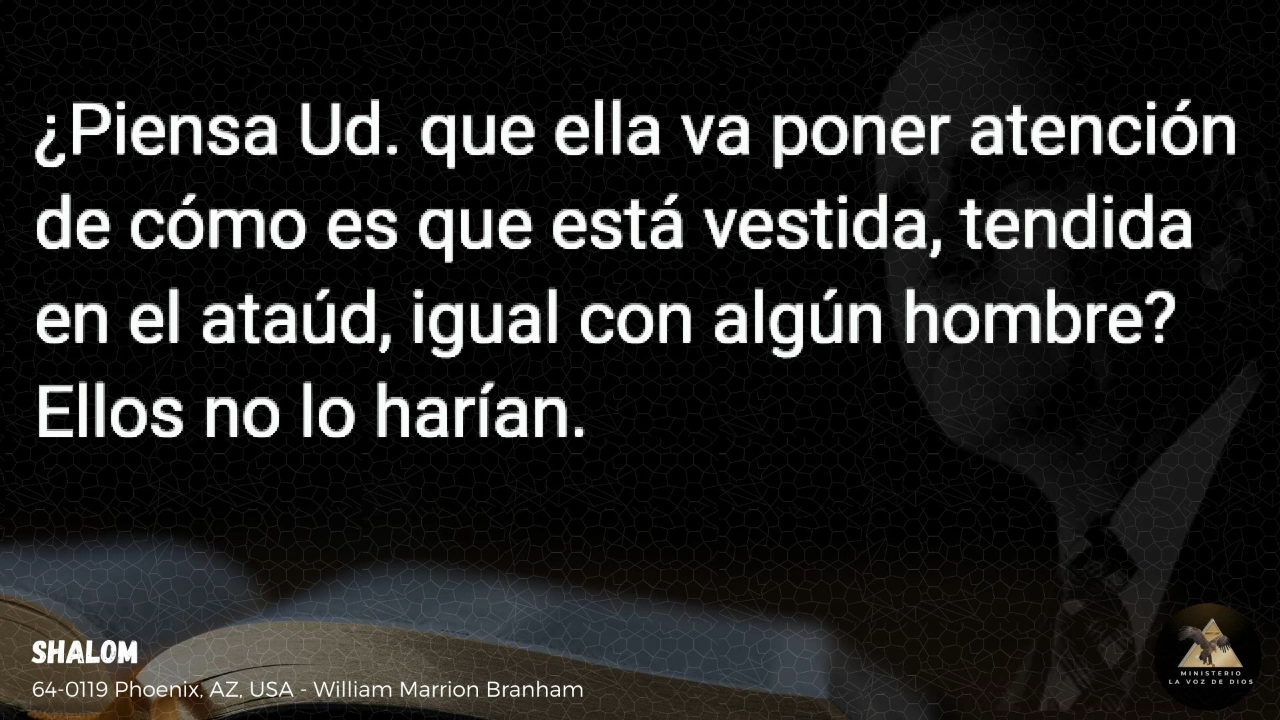 ¿Piensa Ud. que ella va poner atención
de cómo es que está vestida, tendida
en el ataúd, igual con algún hombre?
Ellos no lo harían.
SHALOM
64-0119 Phoenix, AZ, USA - William Marrion Branham
MINISTERIO
LA VOZ DE DIOS